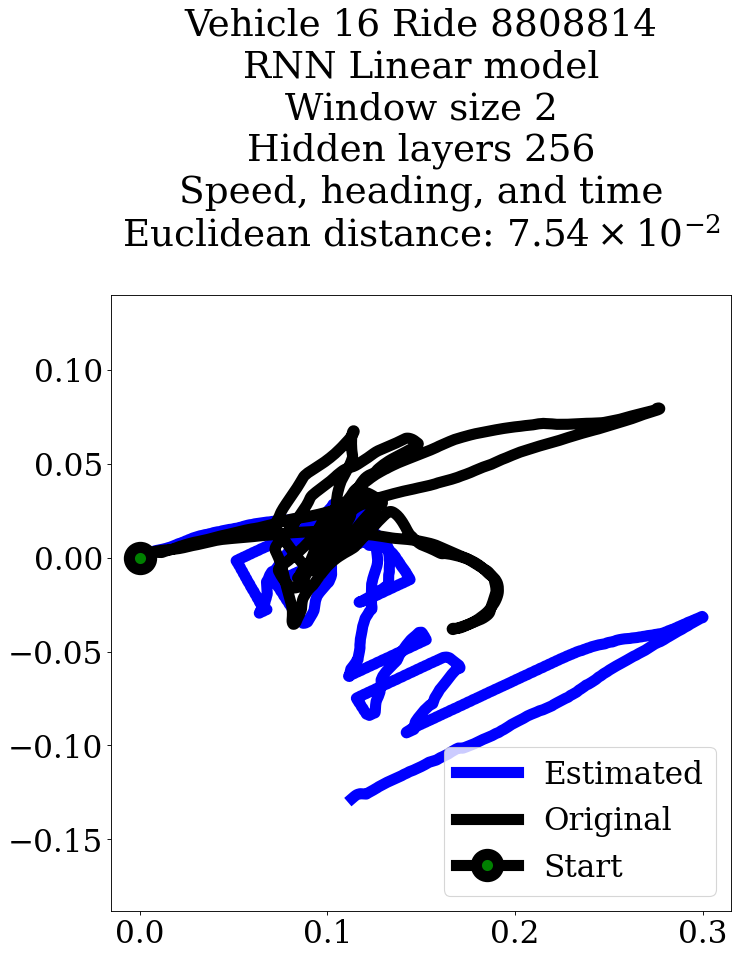 Vehicle 16 Ride 8808814
RNN Linear model
Window size 2
Hidden layers 256
Speed, heading, and time
Euclidean distance: 7.54 × 10⁻²
0.10
0.05
0.00
−0.05
−0.10
−0.15
Estimated
Original
Start
0.0 0.1 0.2 0.3